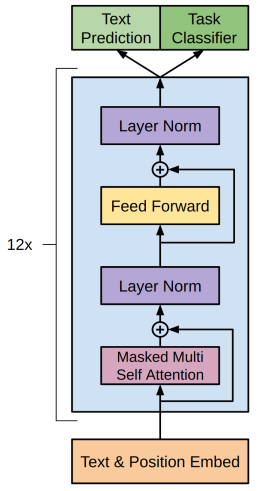 Text
Prediction
Task
Classifier
Layer Norm
+
Feed Forward
12x
Layer Norm
+
Masked Multi
Self Attention
Text & Position Embed